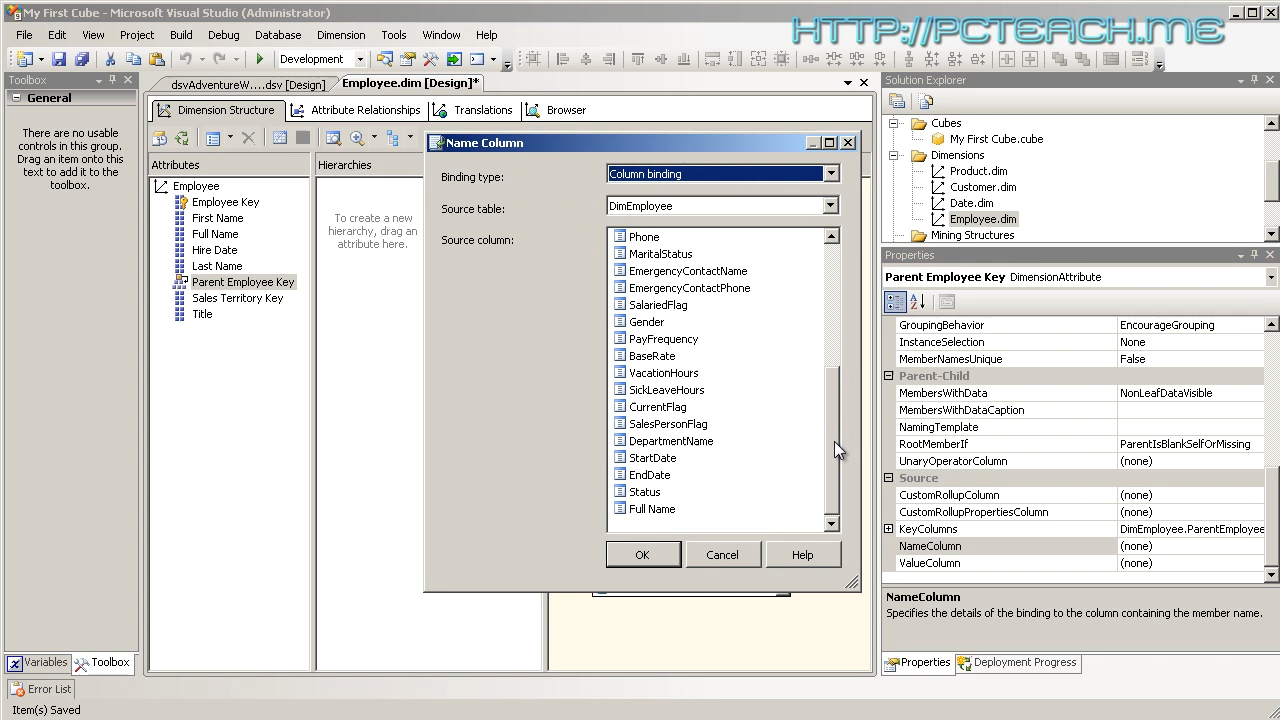 My First Cube - Microsoft Visual Studio (Administrator)
HTTP://PCTEACH.ME
File Edit Project Dimension Tools Window Help
Development
Toolbox
General
There are no usable
controls in this group.
Drag an item onto this
text to add it to the
toolbox.
Variables Toolbox
Error List
Item(s) Saved
dsvAdventureW....dsv [Design] Employee.dim [Design]*
Attribute Relationships Translations Browser
Attributes
Employee
Employee Key
First Name
Full Name
Hire Date
Last Name
Parent Employee Key
Sales Territory Key
Title
Hierarchies
To create a new
hierarchy, drag an
attribute here.
Name Column
Binding type: Column binding
Source table: DimEmployee
Source column:
Phone
MaritalStatus
EmergencyContactName
EmergencyContactPhone
SalariedFlag
Gender
PayFrequency
BaseRate
VacationHours
SickLeaveHours
CurrentFlag
SalesPersonFlag
DepartmentName
StartDate
EndDate
Status
Full Name
OK Cancel Help
Solution Explorer
Cubes
My First Cube.cube
Dimensions
Product.dim
Customer.dim
Date.dim
Employee.dim
Mining Structures
Properties
Parent Employee Key DimensionAttribute
GroupingBehavior EncourageGrouping
InstanceSelection None
MemberNamesUnique False
Parent-Child
MembersWithData NonLeafDataVisible
MembersWithDataCaption
NamingTemplate
RootMemberIf ParentIsBlankSelfOrMissing
UnaryOperatorColumn (none)
Source
CustomRollupColumn (none)
CustomRollupPropertiesColumn (none)
KeyColumns DimEmployee.ParentEmployee
NameColumn (none)
ValueColumn (none)
NameColumn
Specifies the details of the binding to the column containing the member name.
Properties Deployment Progress